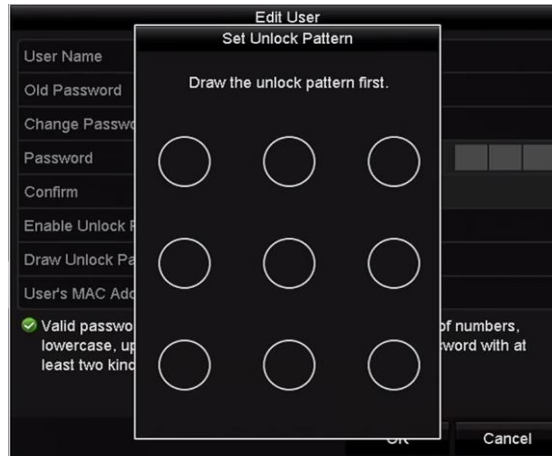 Edit User
Set Unlock Pattern
Draw the unlock pattern first.
User Name
Old Password
Change Passwo
Password
Confirm
Enable Unlock P
Draw Unlock Pa
User's MAC Add
Valid passwo of numbers,
lowercase, up word with at
least two kind
OK Cancel